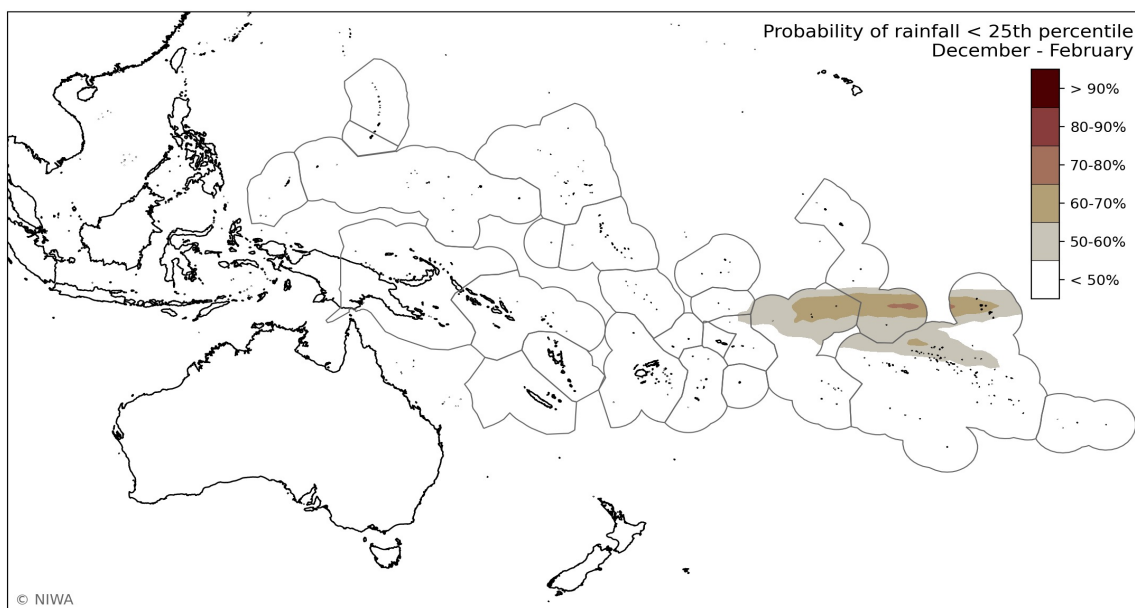 Probability of rainfall < 25th percentile
December - February
> 90%
80-90%
70-80%
60-70%
50-60%
< 50%
© NIWA